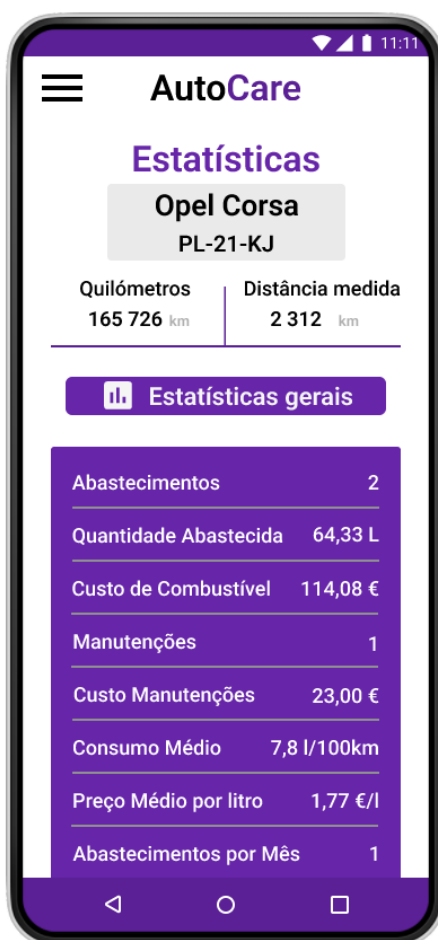 11:11
AutoCare
Estatísticas
Opel Corsa
PL-21-KJ
Quilómetros Distância medida
165 726 km 2 312 km
Estatísticas gerais
Abastecimentos 2
Quantidade Abastecida 64,33 L
Custo de Combustível 114,08 €
Manutenções 1
Custo Manutenções 23,00 €
Consumo Médio 7,8 l/100km
Preço Médio por litro 1,77 €/l
Abastecimentos por Mês 1